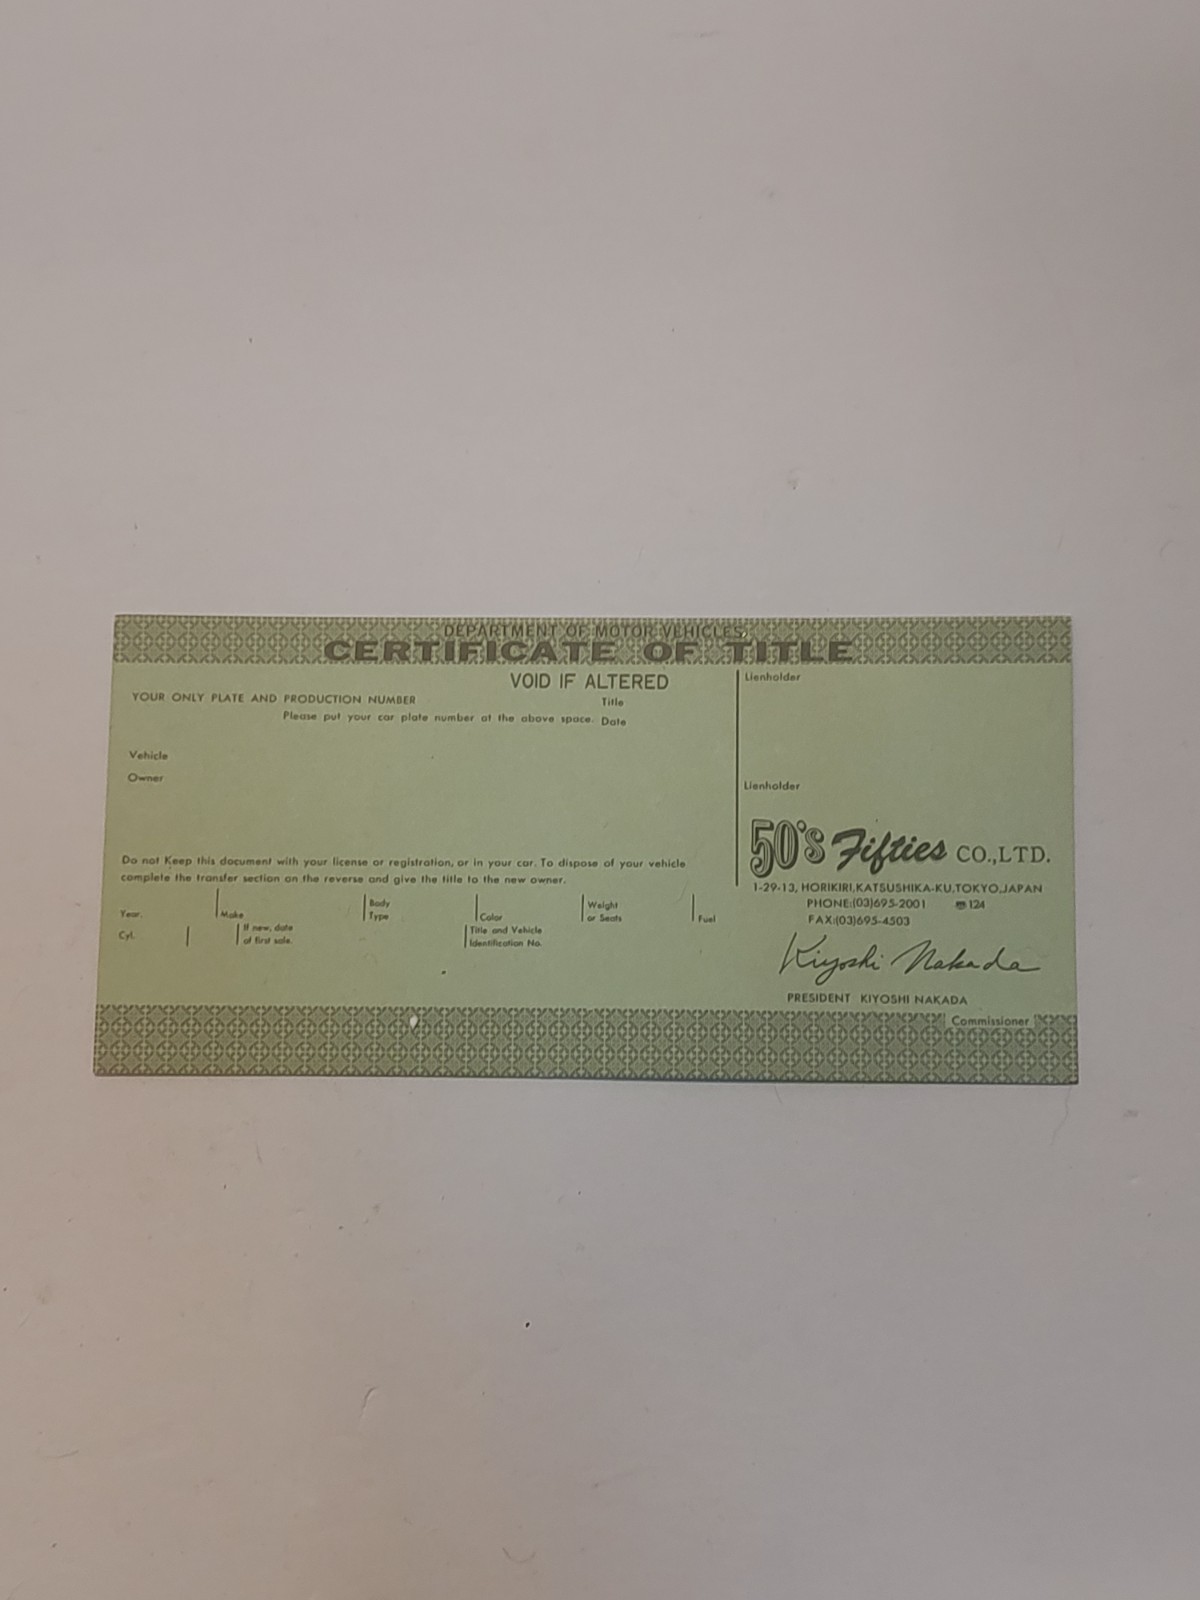 DEPARTMENT OF MOTOR VEHICLES
CERTIFICATE OF TITLE
VOID IF ALTERED
YOUR ONLY PLATE AND PRODUCTION NUMBER
Title
Please put your car plate number at the above space.
Date
Vehicle
Owner
Do not Keep this document with your license or registration, or in your car. To dispose of your vehicle
complete the transfer section on the reverse and give the title to the new owner.
Year.
Make
Body
Type
Color
Weight
or Seats
Fuel
Cyl.
If new, date
of first sale.
Title and Vehicle
Identification No.
Lienholder
Lienholder
50's Fifties CO.,LTD.
1-29-13, HORIKIRI,KATSUSHIKA-KU,TOKYO,JAPAN
PHONE:(03)695-2001 124
FAX:(03)695-4503
Kiyoshi Nakada
PRESIDENT KIYOSHI NAKADA
Commissioner